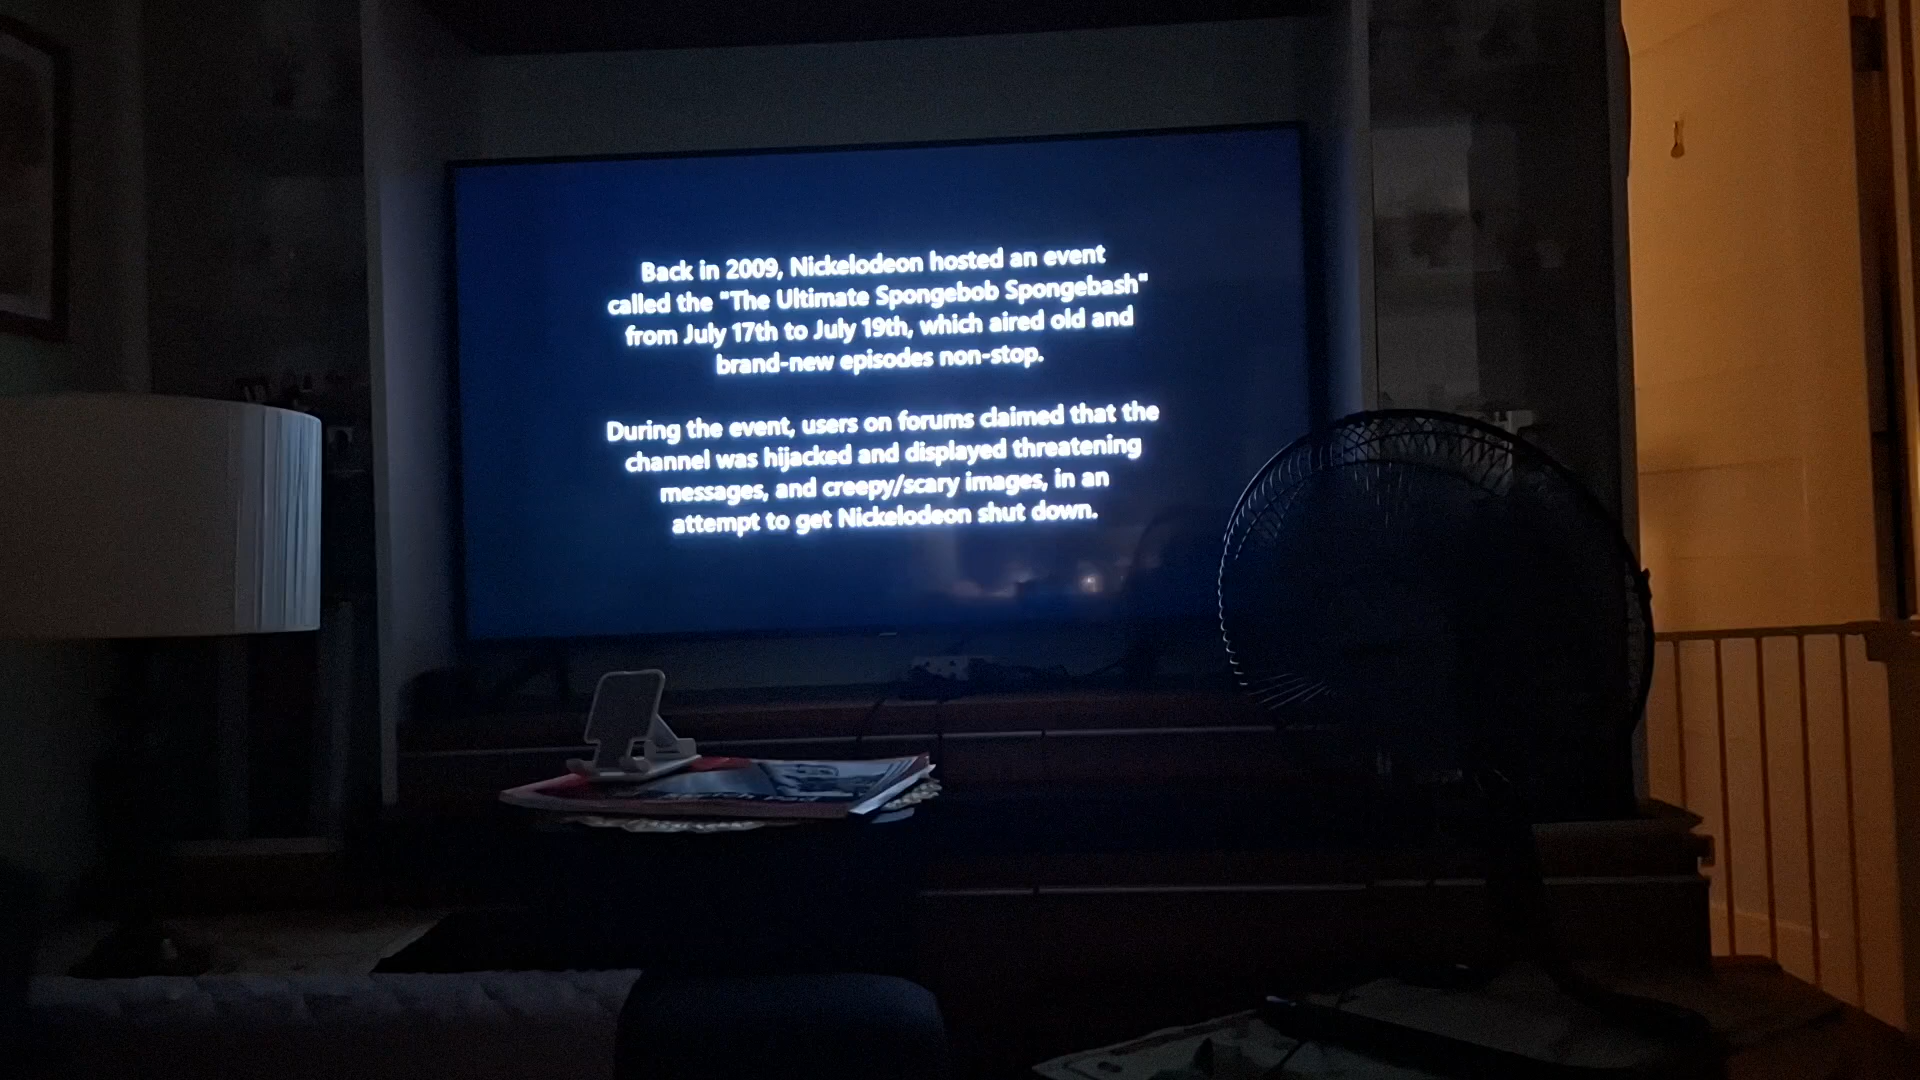 Back in 2009, Nickelodeon hosted an event
called the "The Ultimate Spongebob Spongebash"
from July 17th to July 19th, which aired old and
brand-new episodes non-stop.
During the event, users on forums claimed that the
channel was hijacked and displayed threatening
messages, and creepy/scary images, in an
attempt to get Nickelodeon shut down.